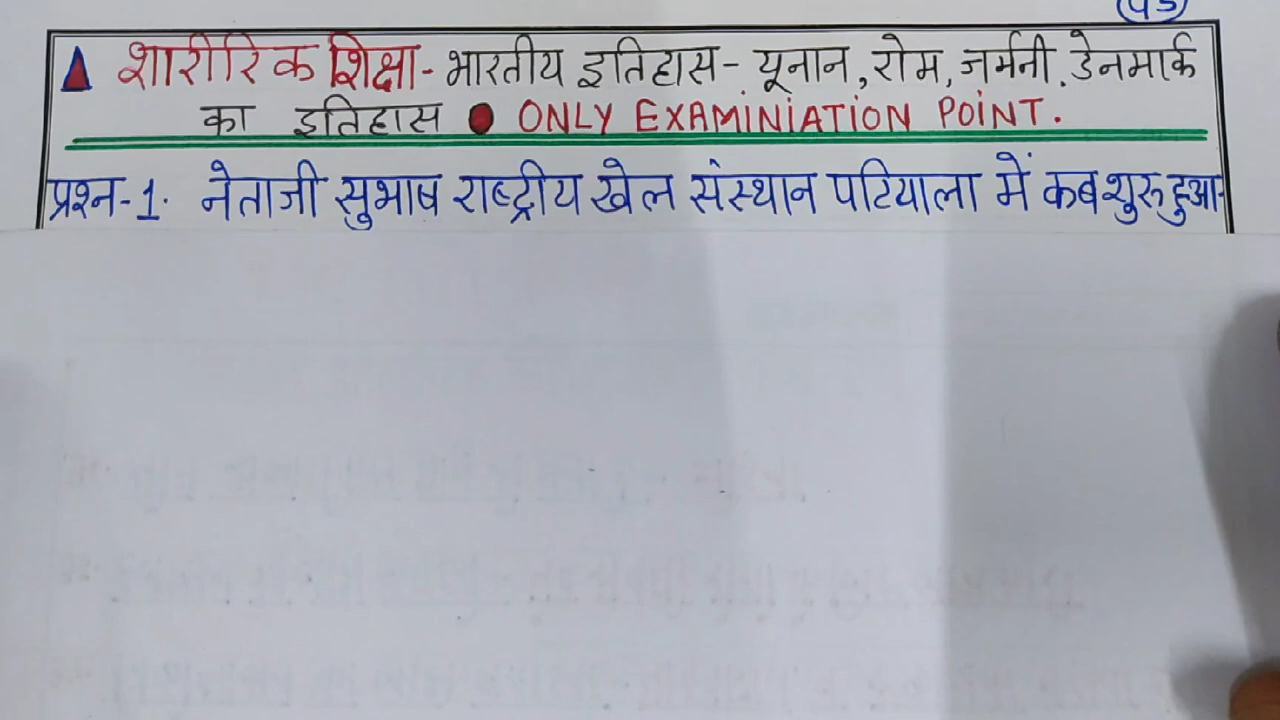 शारीरिक शिक्षा- भारतीय इतिहास- यूनान, रोम, जर्मनी, डेनमार्क
का इतिहास ● ONLY EXAMINIATION POINT.
प्रश्न-1. नेताजी सुभाष राष्ट्रीय खेल संस्थान पटियाला में कब शुरू हुआ-